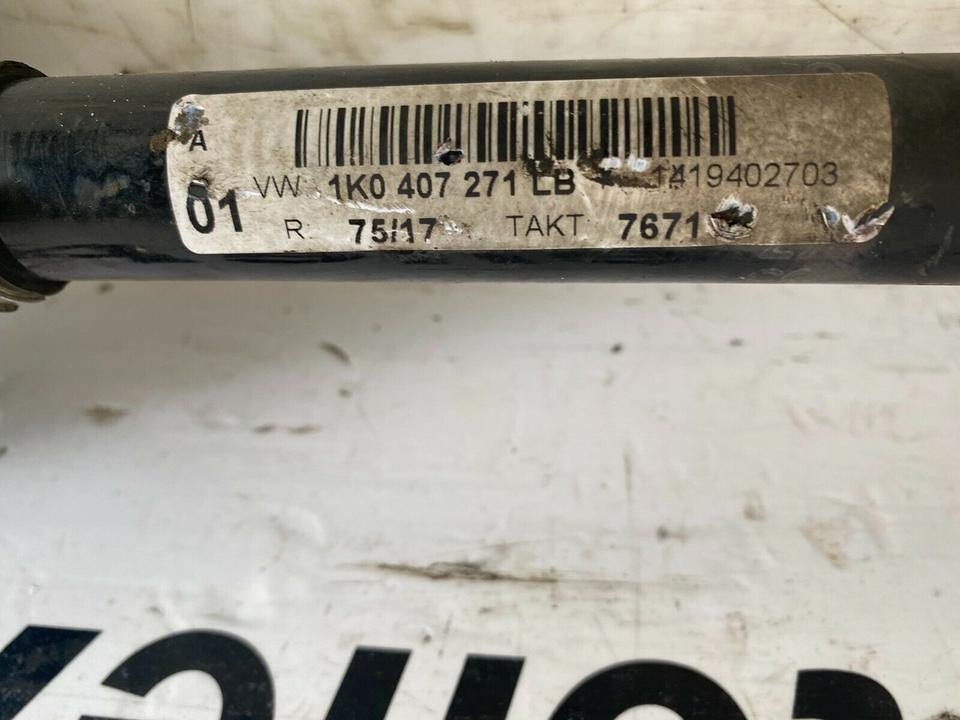 A
VW 1K0 407 271 LB 1419402703
01
R: 75/17 TAKT: 7671